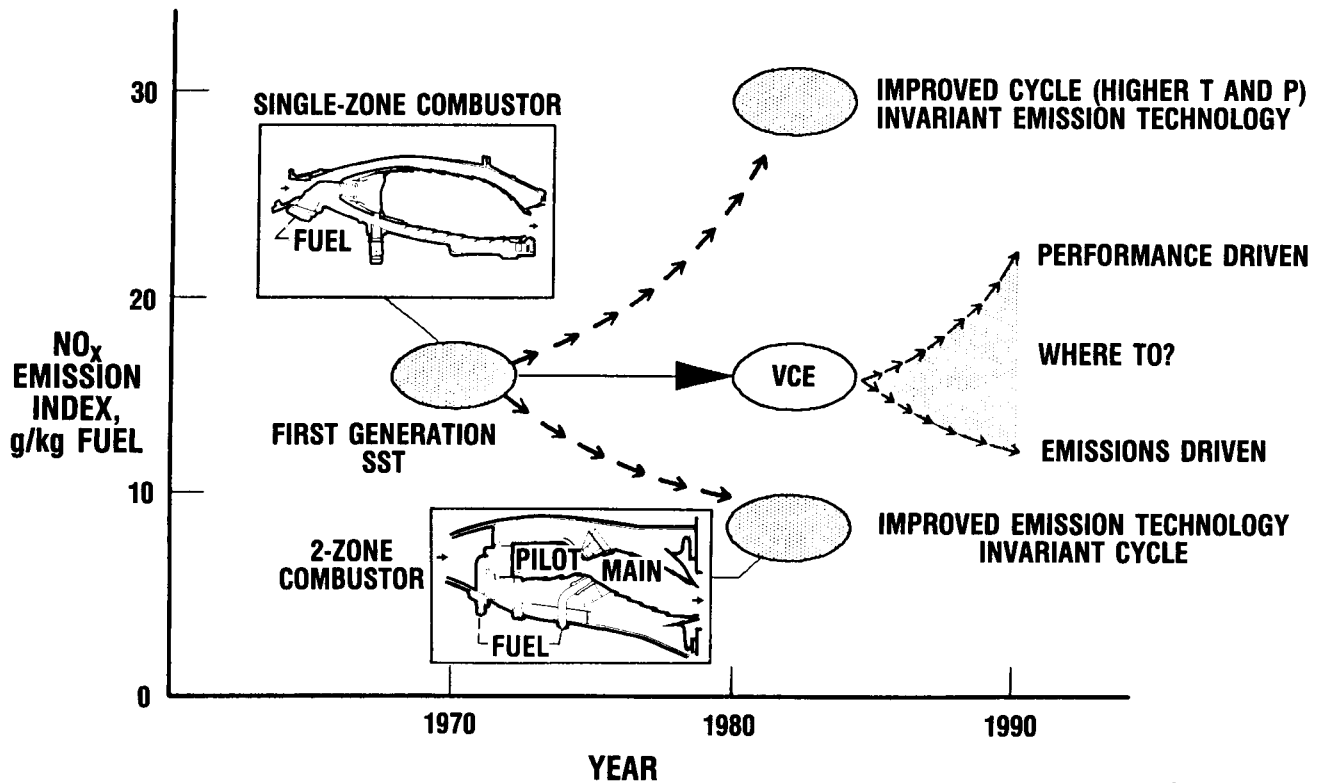 30
20
10
0
NOX
EMISSION
INDEX,
g/kg FUEL
SINGLE-ZONE COMBUSTOR
FUEL
FIRST GENERATION
SST
2-ZONE
COMBUSTOR
PILOT
MAIN
FUEL
VCE
IMPROVED CYCLE (HIGHER T AND P)
INVARIANT EMISSION TECHNOLOGY
PERFORMANCE DRIVEN
WHERE TO?
EMISSIONS DRIVEN
IMPROVED EMISSION TECHNOLOGY
INVARIANT CYCLE
1970
1980
1990
YEAR